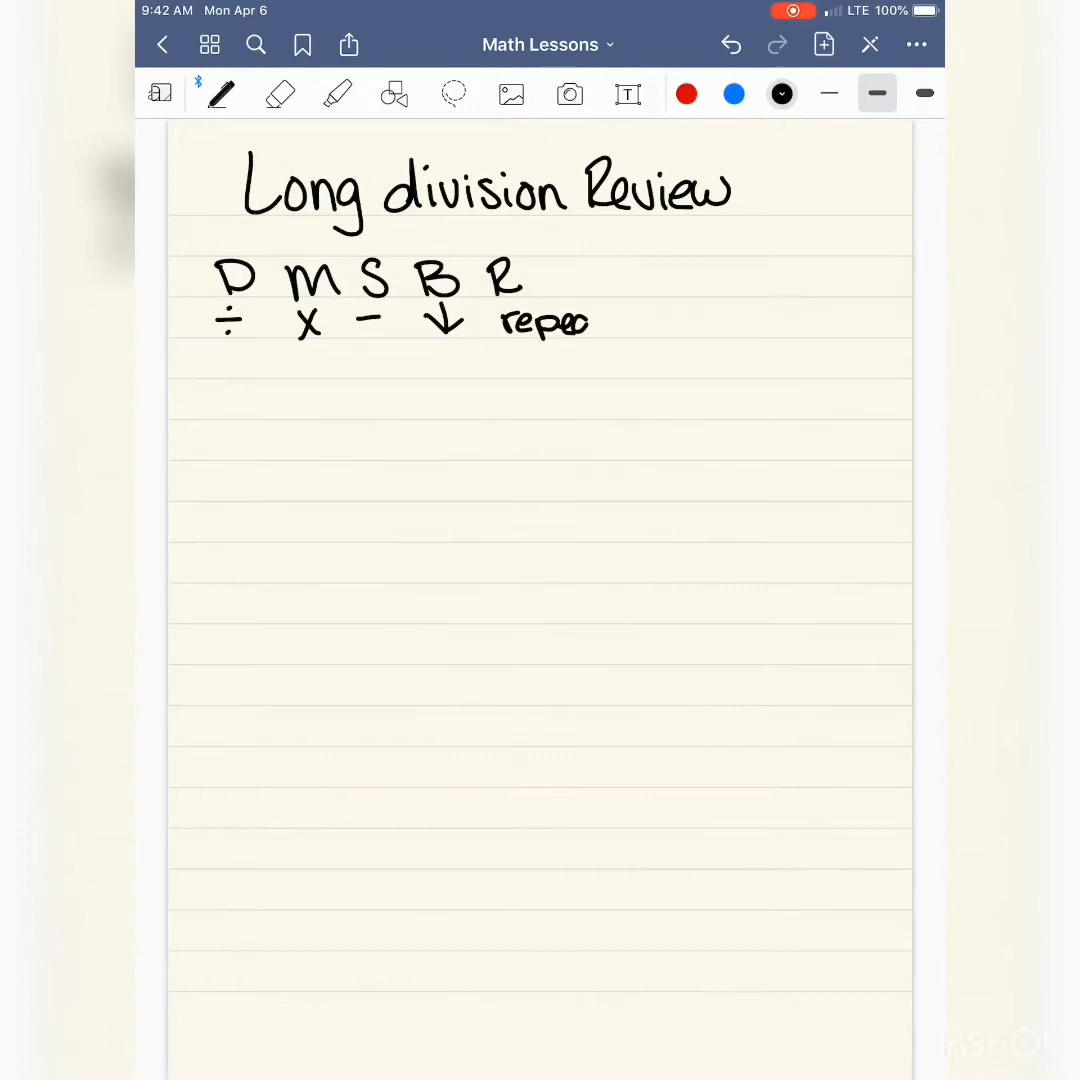 9:42 AM Mon Apr 6 LTE 100%
Math Lessons
T
Long division Review
D M S B R
÷ x − ↓ repea